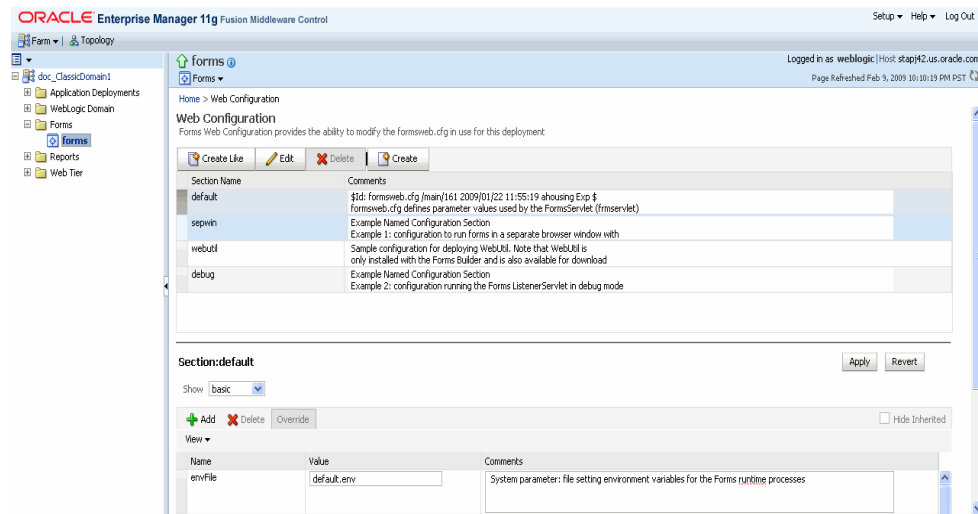 ORACLE Enterprise Manager 11g Fusion Middleware Control
Setup Help Log Out
Farm Topology
doc_ClassicDomain1
Application Deployments
WebLogic Domain
Forms
forms
Reports
Web Tier
forms
Logged in as weblogic|Host stapj42.us.oracle.com
Forms
Page Refreshed Feb 9, 2009 10:10:19 PM PST
Home > Web Configuration
Web Configuration
Forms Web Configuration provides the ability to modify the formsweb.cfg in use for this deployment
Create Like Edit Delete Create
Section Name Comments
default $Id: formsweb.cfg /main/161 2009/01/22 11:55:19 ahousing Exp $
formsweb.cfg defines parameter values used by the FormsServlet (frmservlet)
sepwin Example Named Configuration Section
Example 1: configuration to run forms in a separate browser window with
webutil Sample configuration for deploying WebUtil. Note that WebUtil is
only installed with the Forms Builder and is also available for download
debug Example Named Configuration Section
Example 2: configuration running the Forms ListenerServlet in debug mode
Section:default
Apply Revert
Show basic
Add Delete Override
Hide Inherited
View
Name Value Comments
envFile default.env System parameter: file setting environment variables for the Forms runtime processes